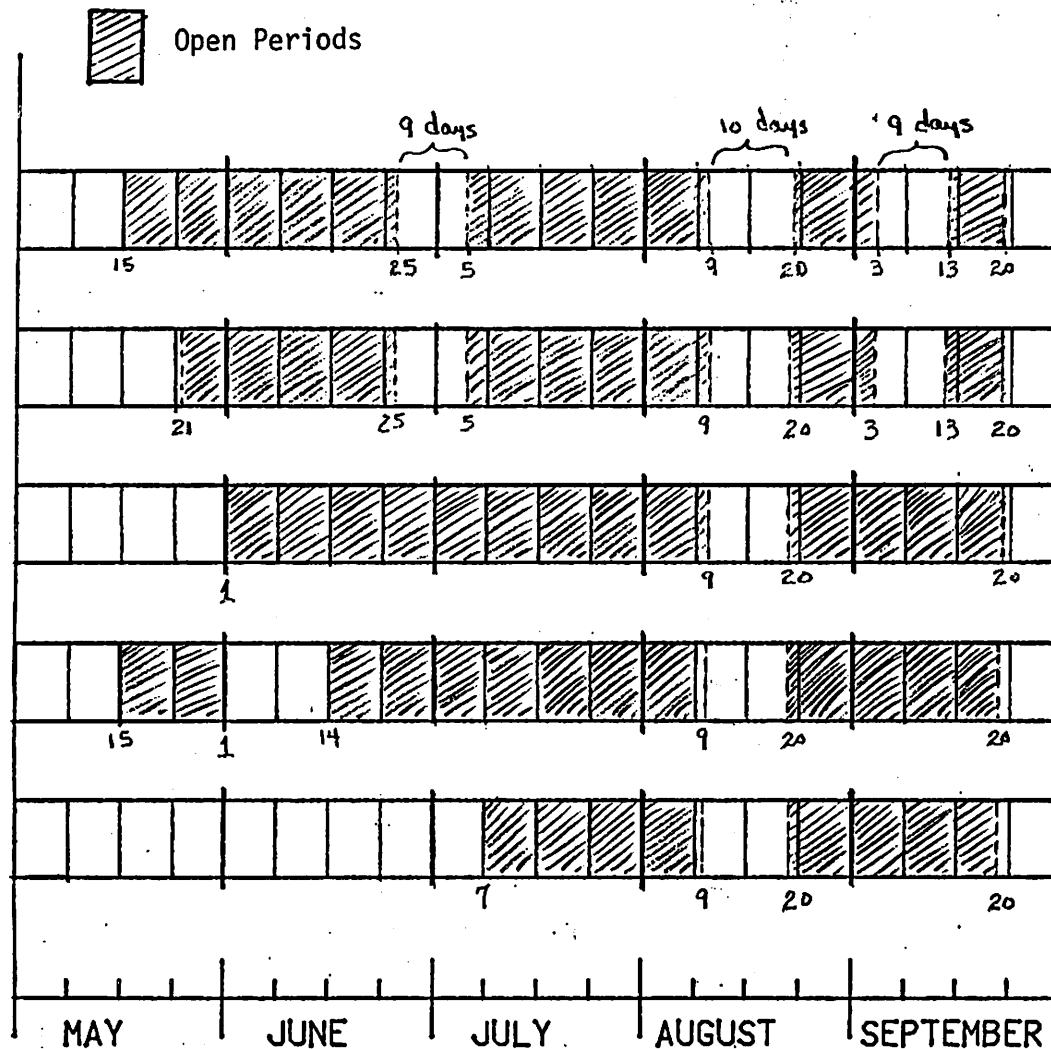 Open Periods
9 days 10 days 9 days
15 25 5 9 20 3 13 20
21 25 5 9 20 3 13 20
1 9 20 20
15 1 14 9 20 20
7 9 20 20
MAY JUNE JULY AUGUST SEPTEMBER